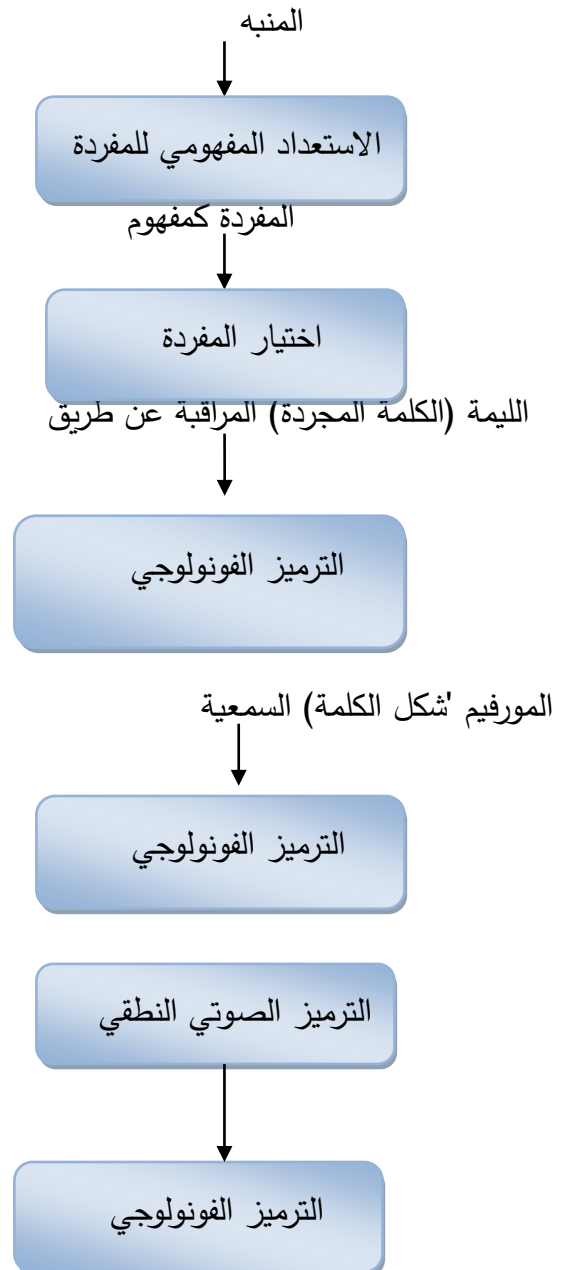 المنبه
الاستعداد المفهومي للمفردة
المفردة كمفهوم
اختيار المفردة
الليمة (الكلمة المجردة) المراقبة عن طريق
الترميز الفونولوجي
المورفيم 'شكل الكلمة) السمعية
الترميز الفونولوجي
الترميز الصوتي النطقي
الترميز الفونولوجي